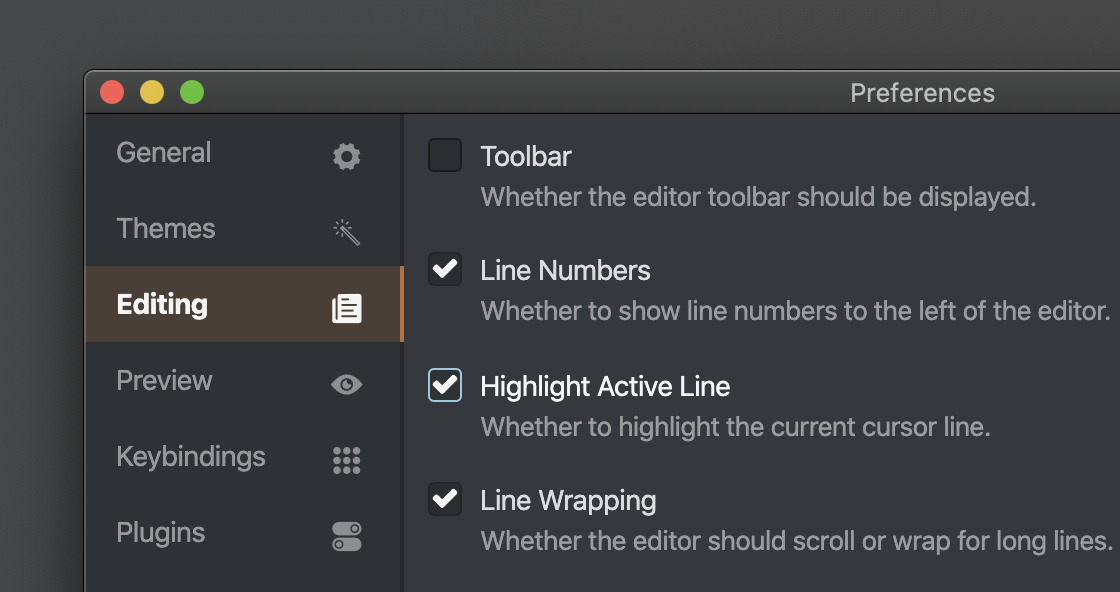 Preferences
General
Themes
Editing
Preview
Keybindings
Plugins
Toolbar
Whether the editor toolbar should be displayed.
Line Numbers
Whether to show line numbers to the left of the editor.
Highlight Active Line
Whether to highlight the current cursor line.
Line Wrapping
Whether the editor should scroll or wrap for long lines.